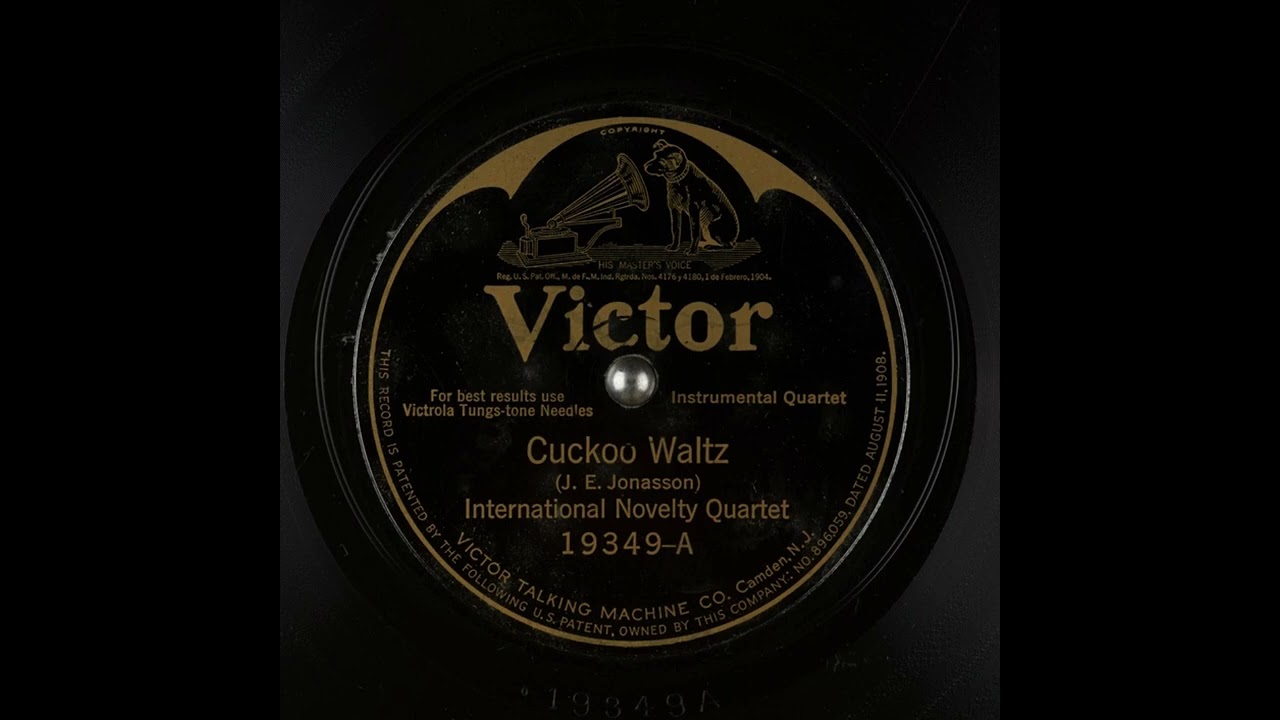 COPYRIGHT
HIS MASTER'S VOICE
Reg. U. S. Pat. Off., M. de F., M. Ind. Rgtrda. Nos. 4176 y 4180, 1 de Febrero, 1904.
Victor
For best results use
Victrola Tungs-tone Needles
Instrumental Quartet
Cuckoo Waltz
(J. E. Jonasson)
International Novelty Quartet
19349-A
VICTOR TALKING MACHINE CO. Camden, N. J.
THIS RECORD IS PATENTED BY THE FOLLOWING U.S. PATENT, OWNED BY THIS COMPANY: NO. 896,059, DATED AUGUST 11, 1908.
19349A